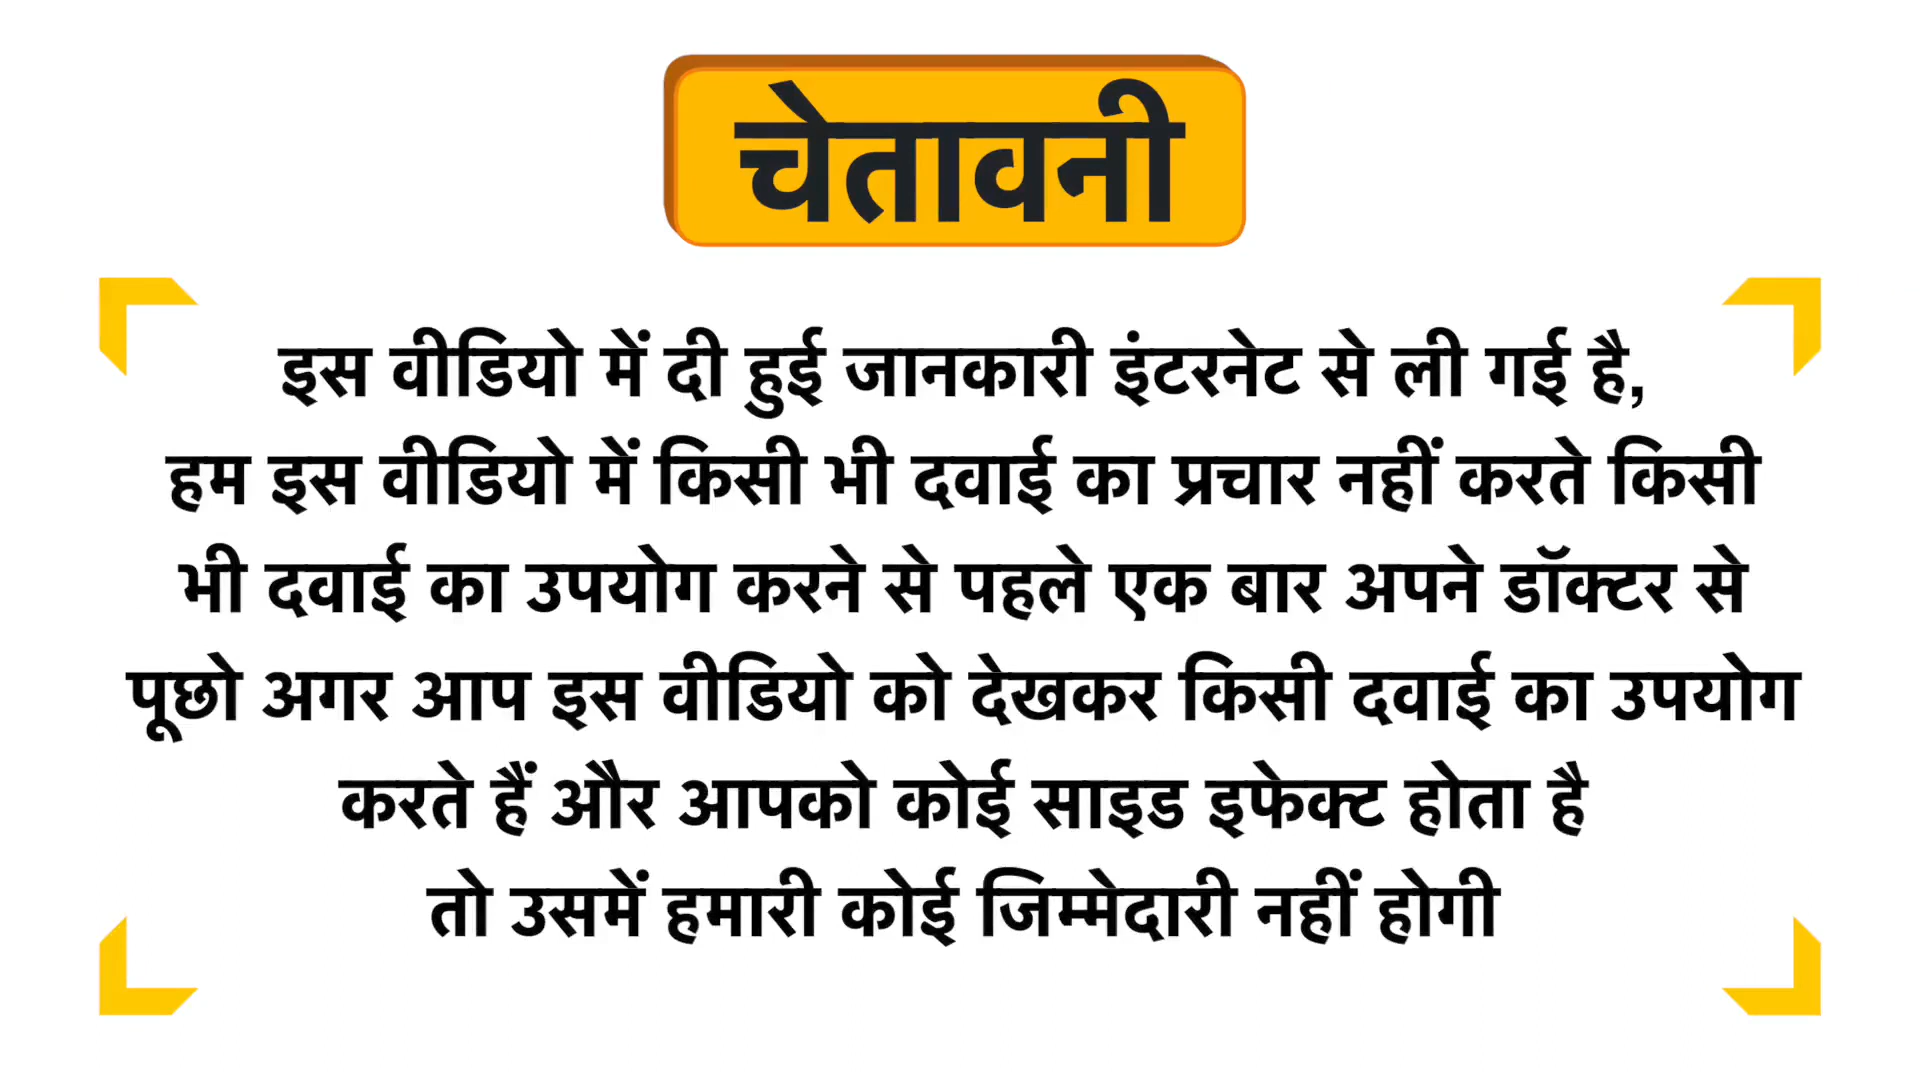 चेतावनी
इस वीडियो में दी हुई जानकारी इंटरनेट से ली गई है,
हम इस वीडियो में किसी भी दवाई का प्रचार नहीं करते किसी
भी दवाई का उपयोग करने से पहले एक बार अपने डॉक्टर से
पूछो अगर आप इस वीडियो को देखकर किसी दवाई का उपयोग
करते हैं और आपको कोई साइड इफेक्ट होता है
तो उसमें हमारी कोई जिम्मेदारी नहीं होगी